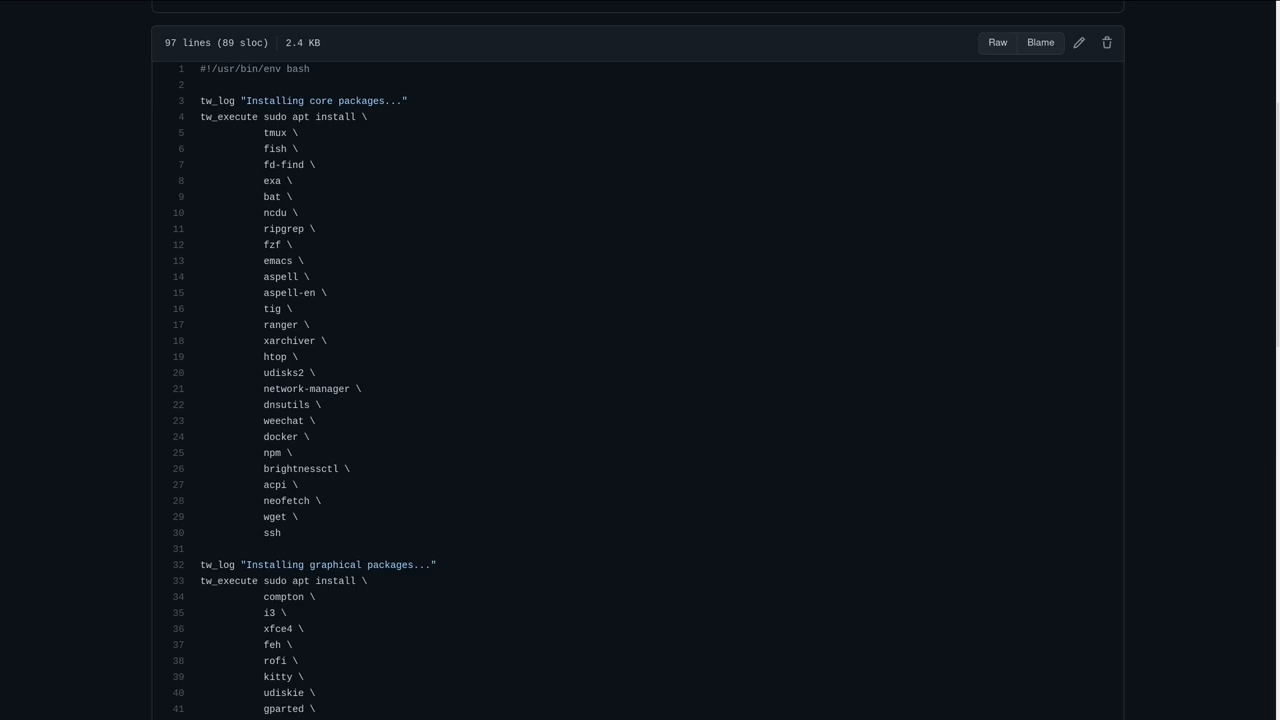 97 lines (89 sloc) 2.4 KB Raw Blame
1 #!/usr/bin/env bash
2
3 tw_log "Installing core packages..."
4 tw_execute sudo apt install \
5 tmux \
6 fish \
7 fd-find \
8 exa \
9 bat \
10 ncdu \
11 ripgrep \
12 fzf \
13 emacs \
14 aspell \
15 aspell-en \
16 tig \
17 ranger \
18 xarchiver \
19 htop \
20 udisks2 \
21 network-manager \
22 dnsutils \
23 weechat \
24 docker \
25 npm \
26 brightnessctl \
27 acpi \
28 neofetch \
29 wget \
30 ssh
31
32 tw_log "Installing graphical packages..."
33 tw_execute sudo apt install \
34 compton \
35 i3 \
36 xfce4 \
37 feh \
38 rofi \
39 kitty \
40 udiskie \
41 gparted \